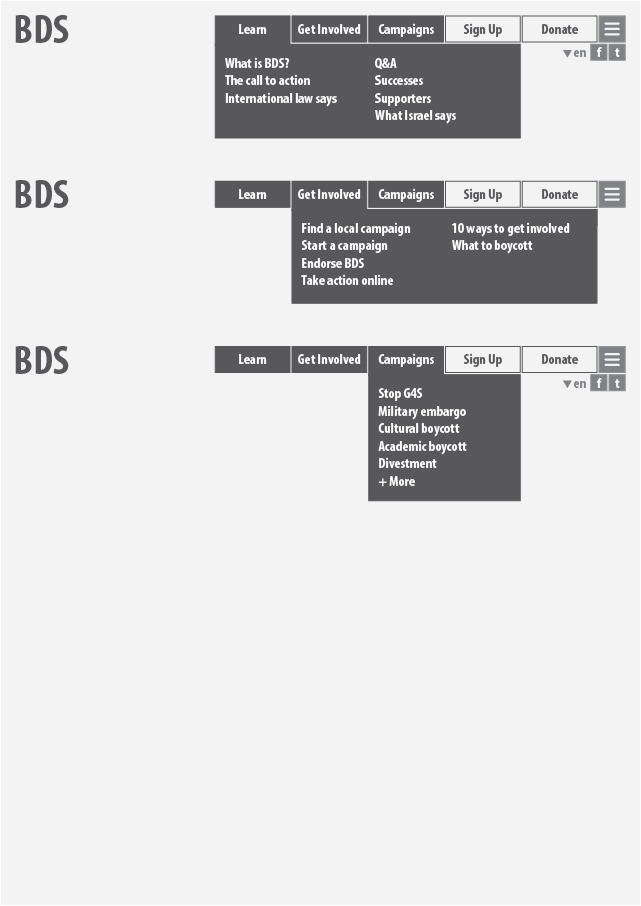 BDS Learn Get Involved Campaigns Sign Up Donate
en f t
What is BDS? Q&A
The call to action Successes
International law says Supporters
What Israel says
BDS Learn Get Involved Campaigns Sign Up Donate
Find a local campaign 10 ways to get involved
Start a campaign What to boycott
Endorse BDS
Take action online
BDS Learn Get Involved Campaigns Sign Up Donate
en f t
Stop G4S
Military embargo
Cultural boycott
Academic boycott
Divestment
+ More